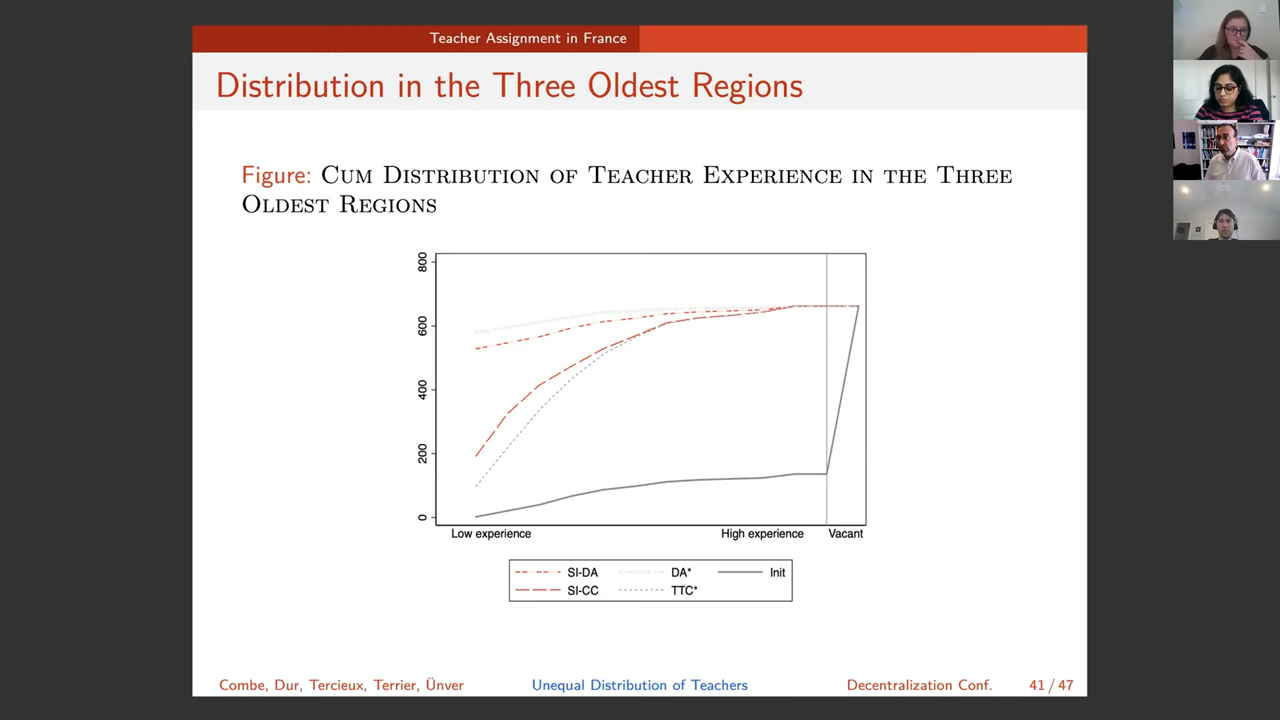 Teacher Assignment in France
Distribution in the Three Oldest Regions
Figure: Cum Distribution of Teacher Experience in the Three
Oldest Regions
800
600
400
200
0
Low experience High experience Vacant
SI-DA DA* Init
SI-CC TTC*
Combe, Dur, Tercieux, Terrier, Ünver Unequal Distribution of Teachers Decentralization Conf. 41 / 47